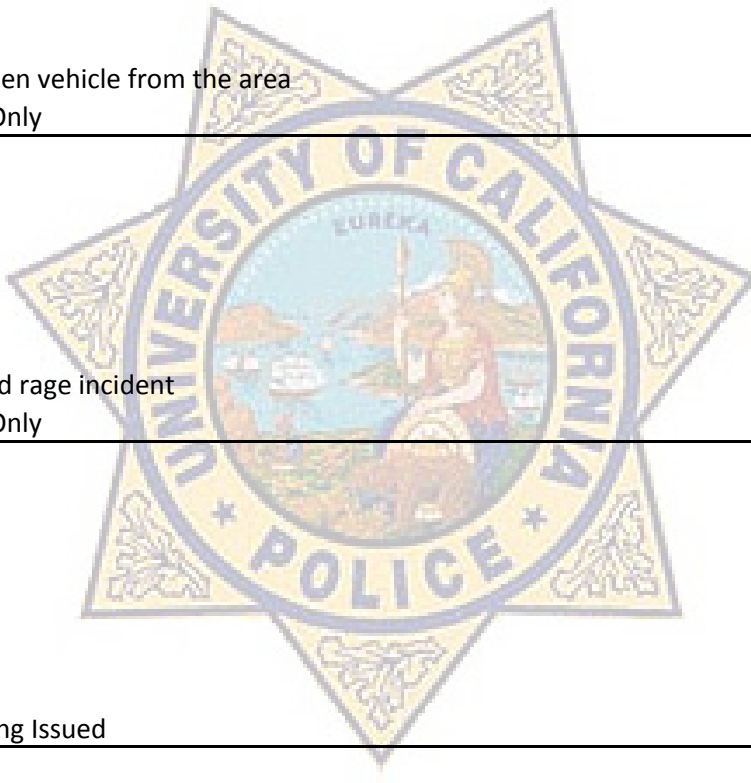 en vehicle from the area
Only
UNIVERSITY OF CALIFORNIA
EUREKA
d rage incident
Only
POLICE
ng Issued